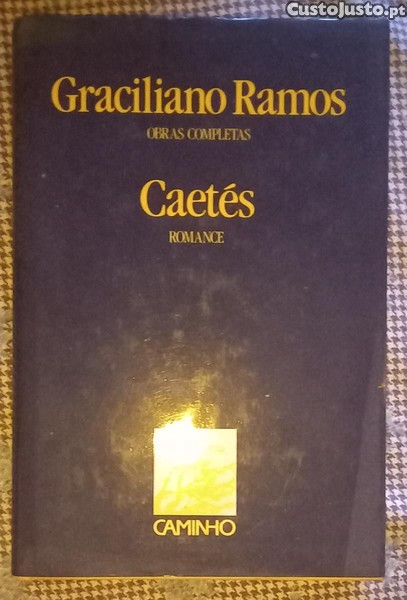 CustoJusto.pt
Graciliano Ramos
OBRAS COMPLETAS
Caetés
ROMANCE
CAMINHO